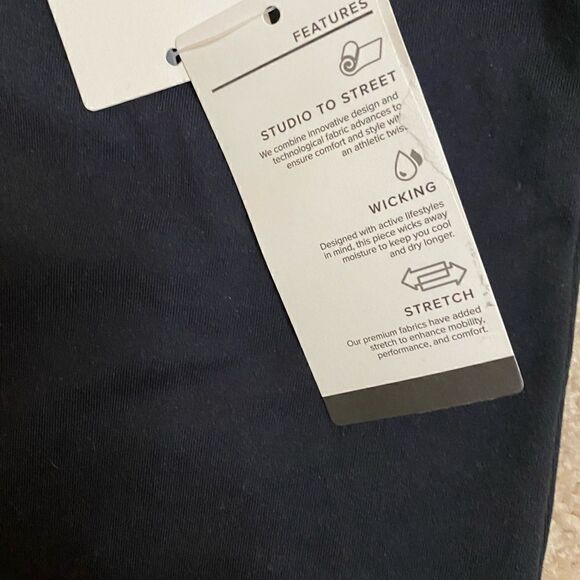 FEATURES
STUDIO TO STREET
We combine innovative design and
technological fabric advances to
ensure comfort and style with
an athletic twist.
WICKING
Designed with active lifestyles
in mind, this piece wicks away
moisture to keep you cool
and dry longer.
STRETCH
Our premium fabrics have added
stretch to enhance mobility,
performance, and comfort.